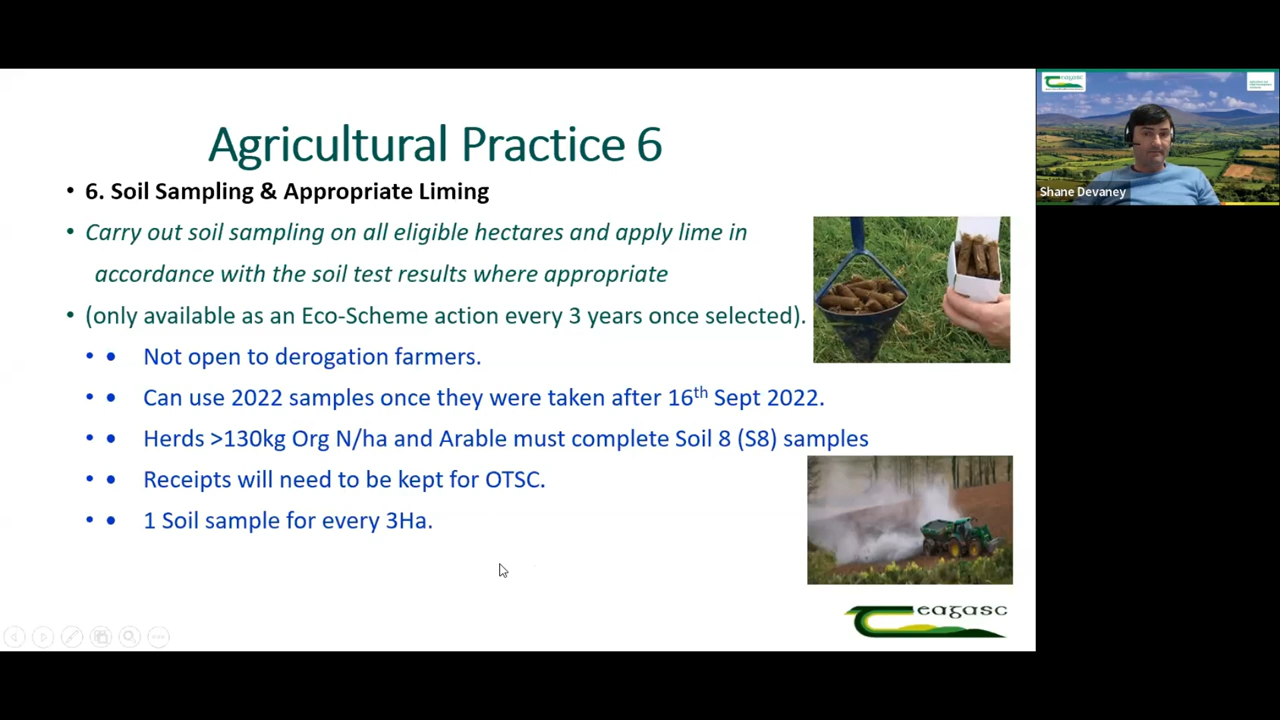 Agricultural Practice 6
• 6. Soil Sampling & Appropriate Liming
• Carry out soil sampling on all eligible hectares and apply lime in
accordance with the soil test results where appropriate
• (only available as an Eco-Scheme action every 3 years once selected).
• • Not open to derogation farmers.
• • Can use 2022 samples once they were taken after 16th Sept 2022.
• • Herds >130kg Org N/ha and Arable must complete Soil 8 (S8) samples
• • Receipts will need to be kept for OTSC.
• • 1 Soil sample for every 3Ha.
teagasc
teagasc
Shane Devaney